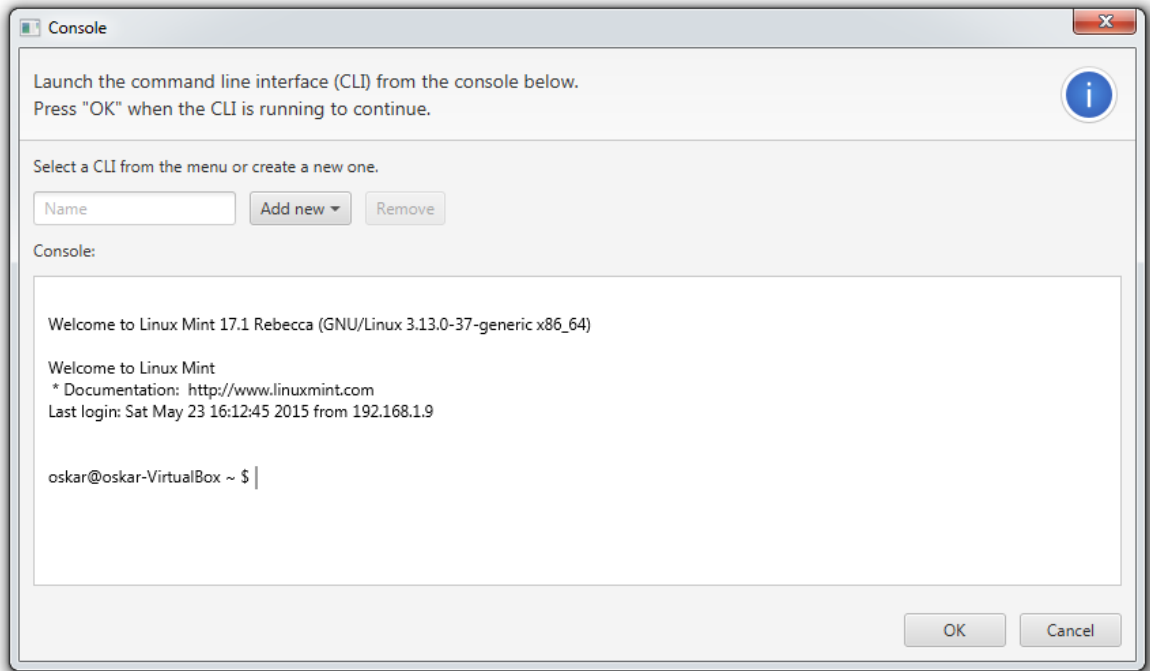 Console
Launch the command line interface (CLI) from the console below.
Press "OK" when the CLI is running to continue.
Select a CLI from the menu or create a new one.
Name Add new Remove
Console:
Welcome to Linux Mint 17.1 Rebecca (GNU/Linux 3.13.0-37-generic x86_64)
Welcome to Linux Mint
* Documentation:  http://www.linuxmint.com
Last login: Sat May 23 16:12:45 2015 from 192.168.1.9
oskar@oskar-VirtualBox ~ $
OK Cancel